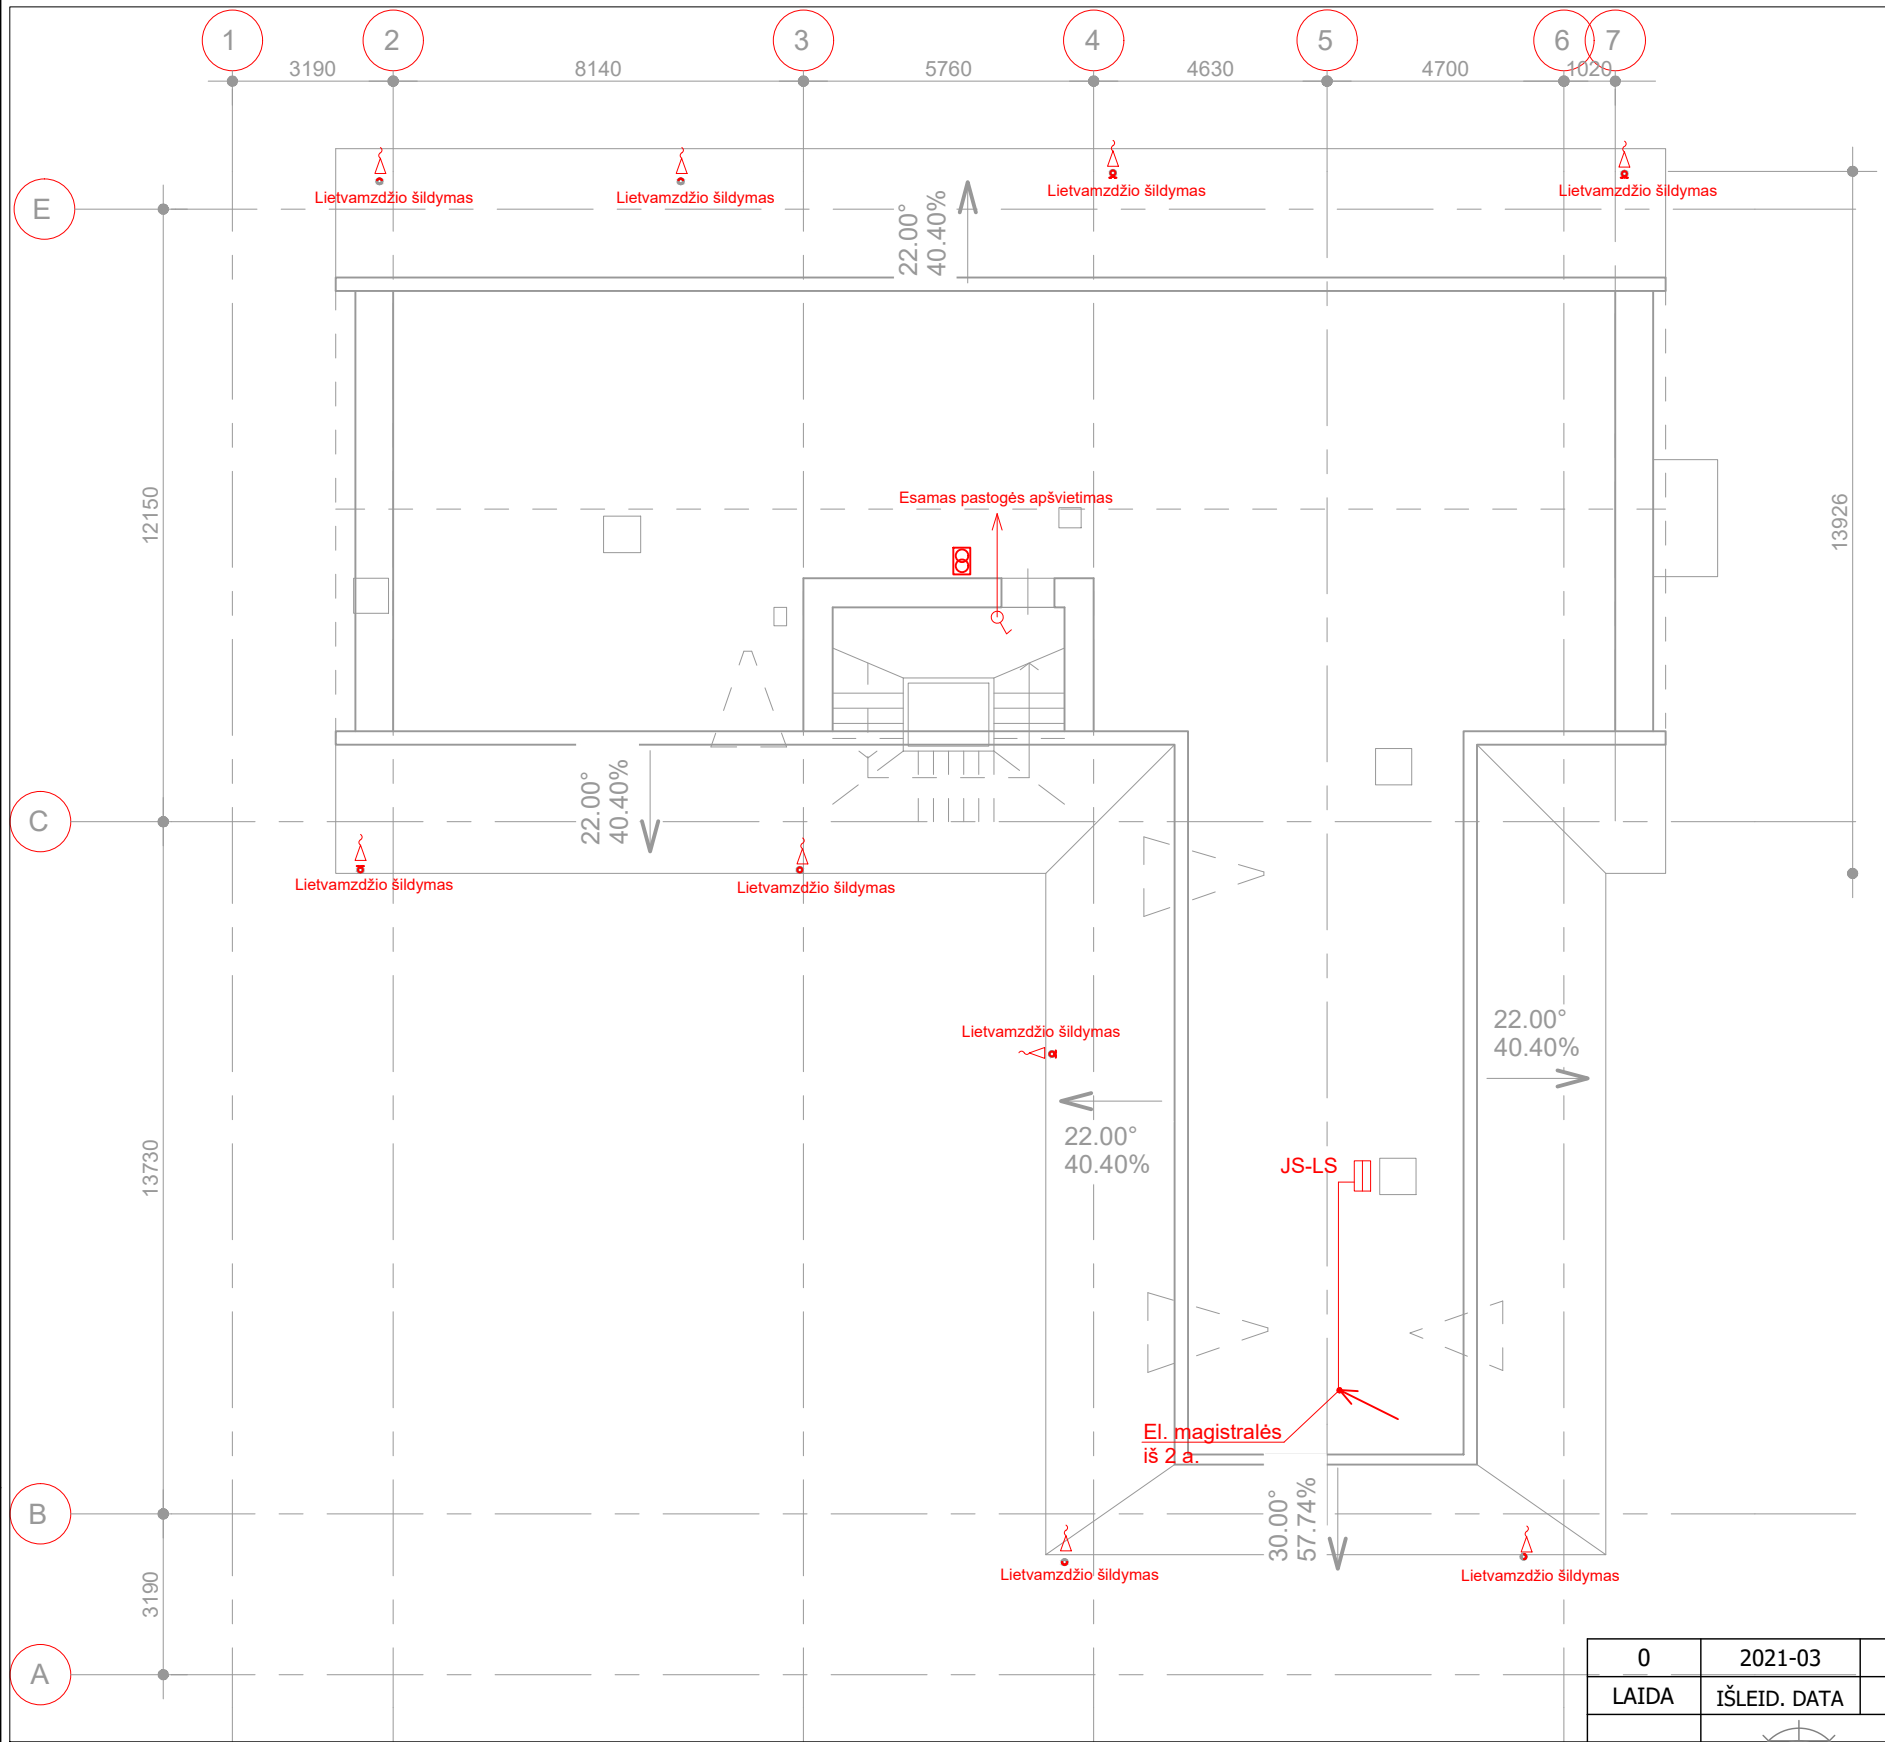 1
2
3
4
5
6
7
3190
8140
5760
4630
4700
1020
E
Lietvamzdžio šildymas
Lietvamzdžio šildymas
Lietvamzdžio šildymas
Lietvamzdžio šildymas
22.00°
40.40%
12150
13926
Esamas pastogės apšvietimas
22.00°
40.40%
C
Lietvamzdžio šildymas
Lietvamzdžio šildymas
Lietvamzdžio šildymas
22.00°
40.40%
22.00°
40.40%
13730
JS-LS
El. magistralės
iš 2 a.
30.00°
57.74%
B
Lietvamzdžio šildymas
Lietvamzdžio šildymas
3190
A
0
2021-03
LAIDA
IŠLEID. DATA